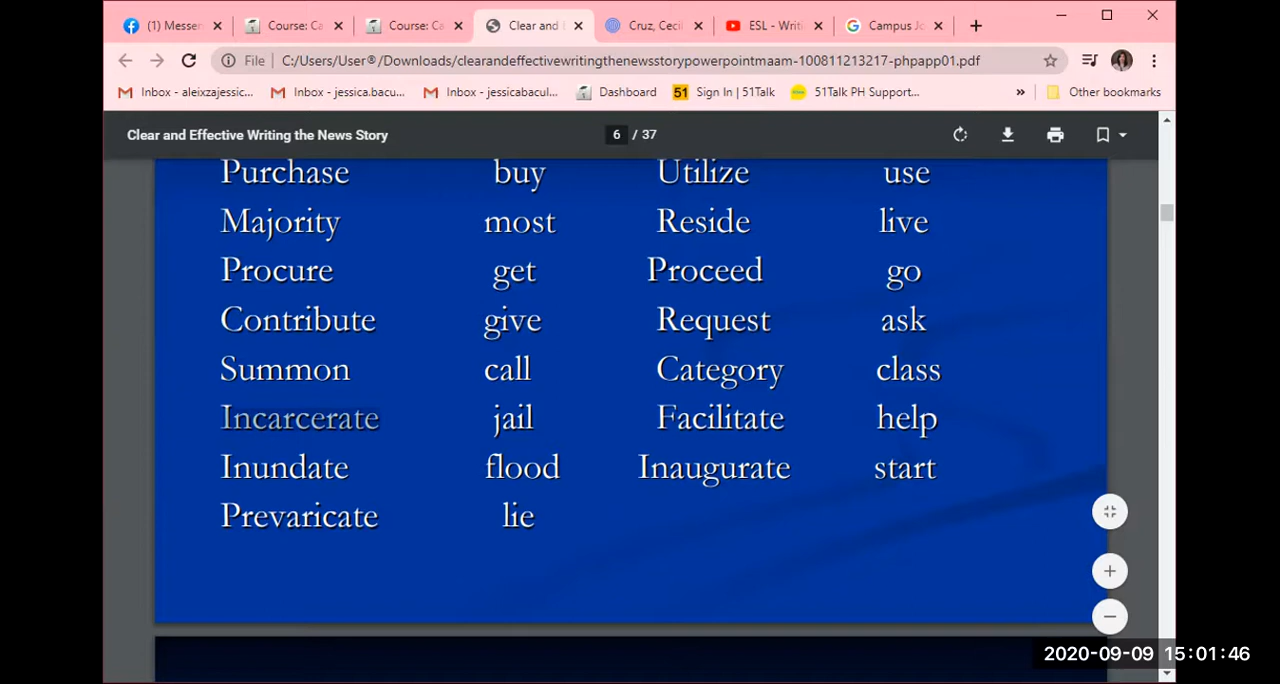 (1) Messen
Course: Ca
Course: Ca
Clear and
Cruz, Cecil
ESL - Writi
Campus Jo
File
C:/Users/User®/Downloads/clearandeffectivewritingthenewsstorypowerpointmaam-100811213217-phpapp01.pdf
Inbox - aleixzajessic...
Inbox - jessica.bacu...
Inbox - jessicabacul...
Dashboard
51 Sign In | 51Talk
51Talk PH Support...
»
Other bookmarks
Clear and Effective Writing the News Story
6 / 37
Purchase buy Utilize use
Majority most Reside live
Procure get Proceed go
Contribute give Request ask
Summon call Category class
Incarcerate jail Facilitate help
Inundate flood Inaugurate start
Prevaricate lie
2020-09-09 15:01:46